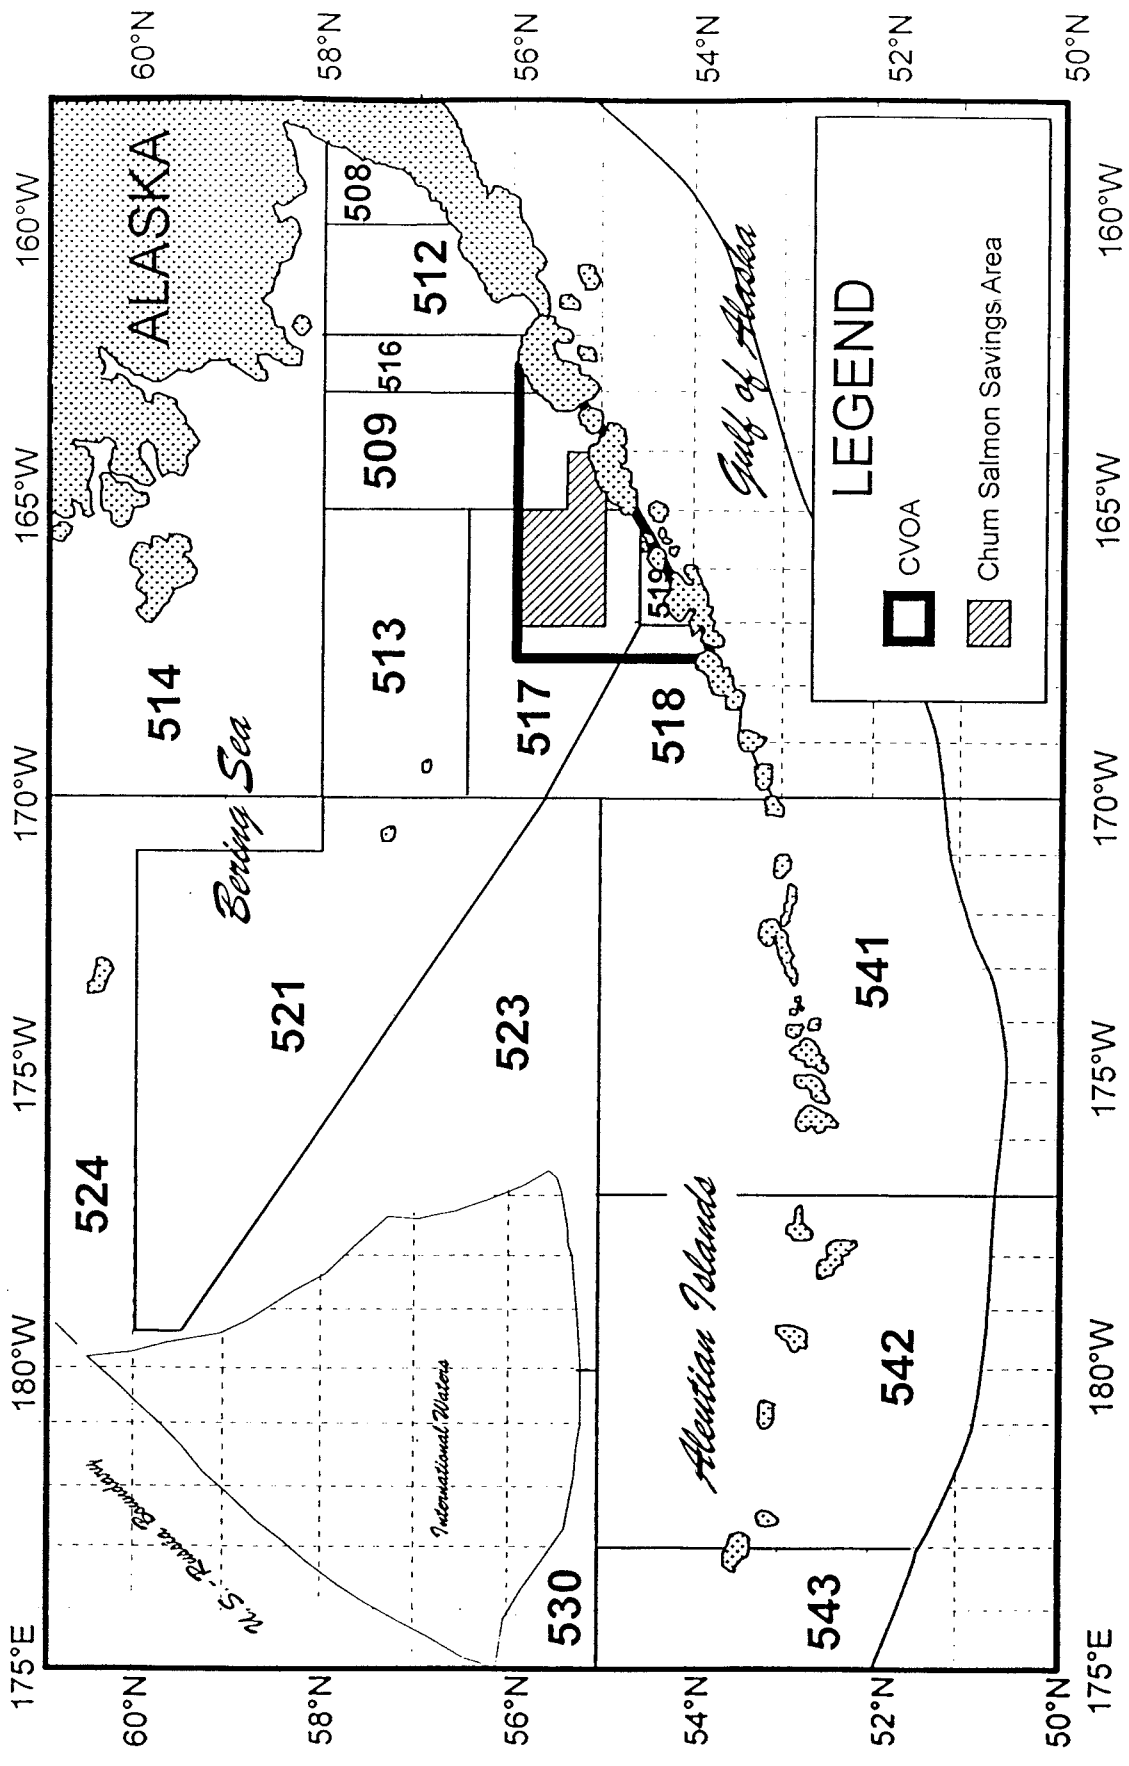 175°E
180°W
175°W
170°W
165°W
160°W
60°N
60°N
58°N
58°N
56°N
56°N
54°N
54°N
52°N
52°N
50°N
50°N
ALASKA
524
514
U.S.-Russia Boundary
Bering Sea
521
513
509
516
512
508
International Waters
523
517
530
518
519
Aleutian Islands
Gulf of Alaska
543
542
541
LEGEND
CVOA
Chum Salmon Savings Area
175°E
180°W
175°W
170°W
165°W
160°W